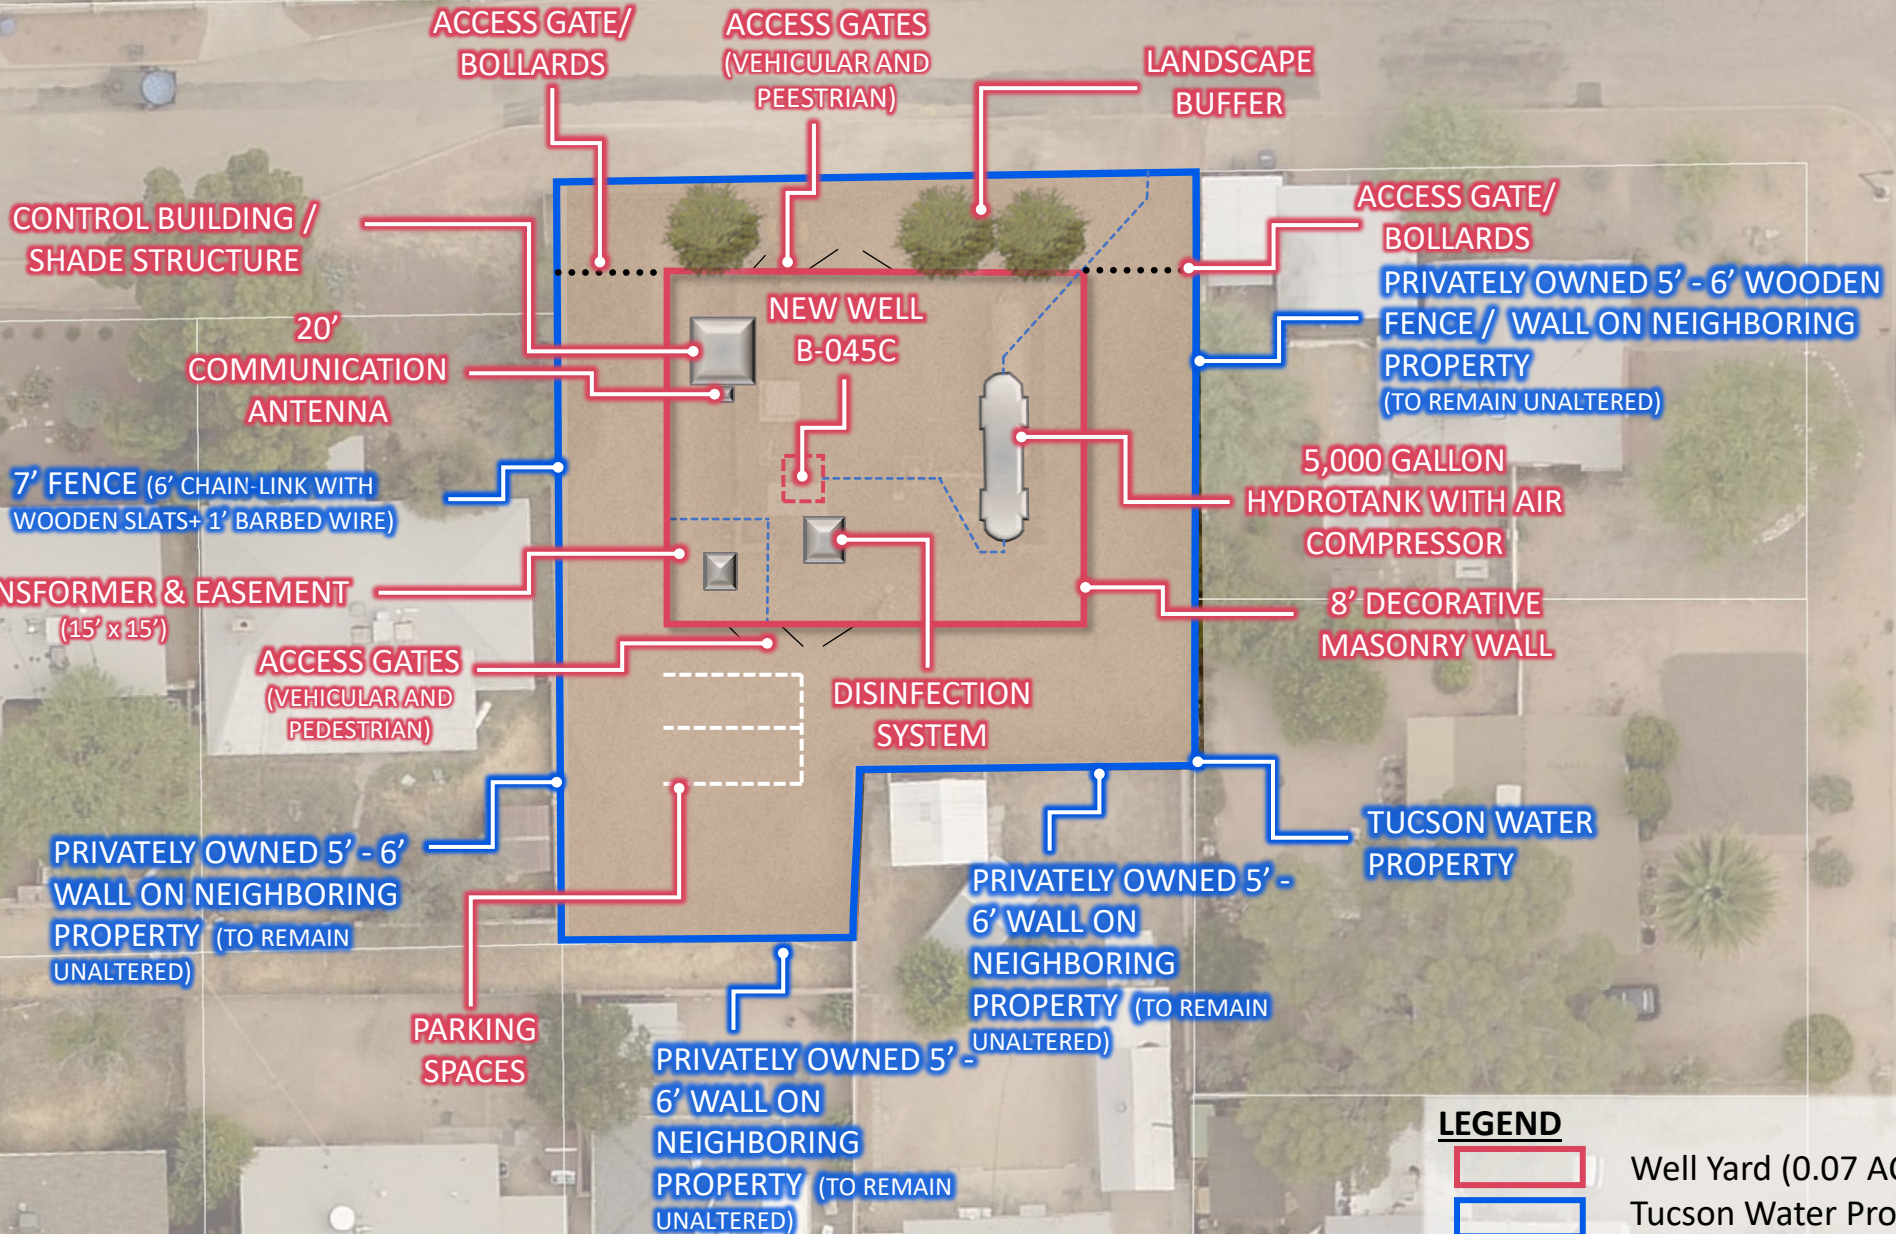 ACCESS GATE/
BOLLARDS
ACCESS GATES
(VEHICULAR AND
PEESTRIAN)
LANDSCAPE
BUFFER
CONTROL BUILDING /
SHADE STRUCTURE
ACCESS GATE/
BOLLARDS
PRIVATELY OWNED 5' - 6' WOODEN
FENCE / WALL ON NEIGHBORING
PROPERTY
(TO REMAIN UNALTERED)
20'
COMMUNICATION
ANTENNA
NEW WELL
B-045C
7' FENCE (6' CHAIN-LINK WITH
WOODEN SLATS+ 1' BARBED WIRE)
5,000 GALLON
HYDROTANK WITH AIR
COMPRESSOR
NSFORMER & EASEMENT
(15' x 15')
8' DECORATIVE
MASONRY WALL
ACCESS GATES
(VEHICULAR AND
PEDESTRIAN)
DISINFECTION
SYSTEM
PRIVATELY OWNED 5' - 6'
WALL ON NEIGHBORING
PROPERTY (TO REMAIN
UNALTERED)
TUCSON WATER
PROPERTY
PRIVATELY OWNED 5' -
6' WALL ON
NEIGHBORING
PROPERTY (TO REMAIN
UNALTERED)
PARKING
SPACES
PRIVATELY OWNED 5' -
6' WALL ON
NEIGHBORING
PROPERTY (TO REMAIN
UNALTERED)
LEGEND
Well Yard (0.07 AC
Tucson Water Pro